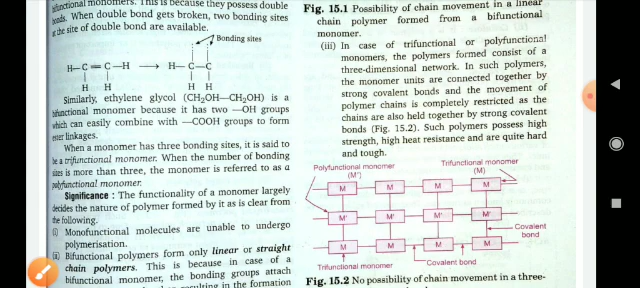 functional monomers. This is because they possess double
bonds. When double bond gets broken, two bonding sites
at the site of double bond are available.
Bonding sites
H—C = C—H ⟶ H—C—C
H H H H
Similarly, ethylene glycol (CH₂OH—CH₂OH) is a
bifunctional monomer because it has two —OH groups
which can easily combine with —COOH groups to form
ester linkages.
When a monomer has three bonding sites, it is said to
be a trifunctional monomer. When the number of bonding
sites is more than three, the monomer is referred to as a
polyfunctional monomer.
Significance : The functionality of a monomer largely
decides the nature of polymer formed by it as is clear from
the following.
(i) Monofunctional molecules are unable to undergo
polymerisation.
(ii) Bifunctional polymers form only linear or straight
chain polymers. This is because in case of a
bifunctional monomer, the bonding groups attach
resulting in the formation
Fig. 15.1 Possibility of chain movement in a linear
chain polymer formed from a bifunctional
monomer.
(iii) In case of trifunctional or polyfunctional
monomers, the polymers formed consist of a
three-dimensional network. In such polymers,
the monomer units are connected together by
strong covalent bonds and the movement of
polymer chains is completely restricted as the
chains are also held together by strong covalent
bonds (Fig. 15.2). Such polymers possess high
strength, high heat resistance and are quite hard
and tough.
Polyfunctional monomer
(M')
Trifunctional monomer
(M)
M M M M
M' M' M' M'
Covalent
bond
M M M M
Trifunctional monomer
Covalent bond
Fig. 15.2 No possibility of chain movement in a three-